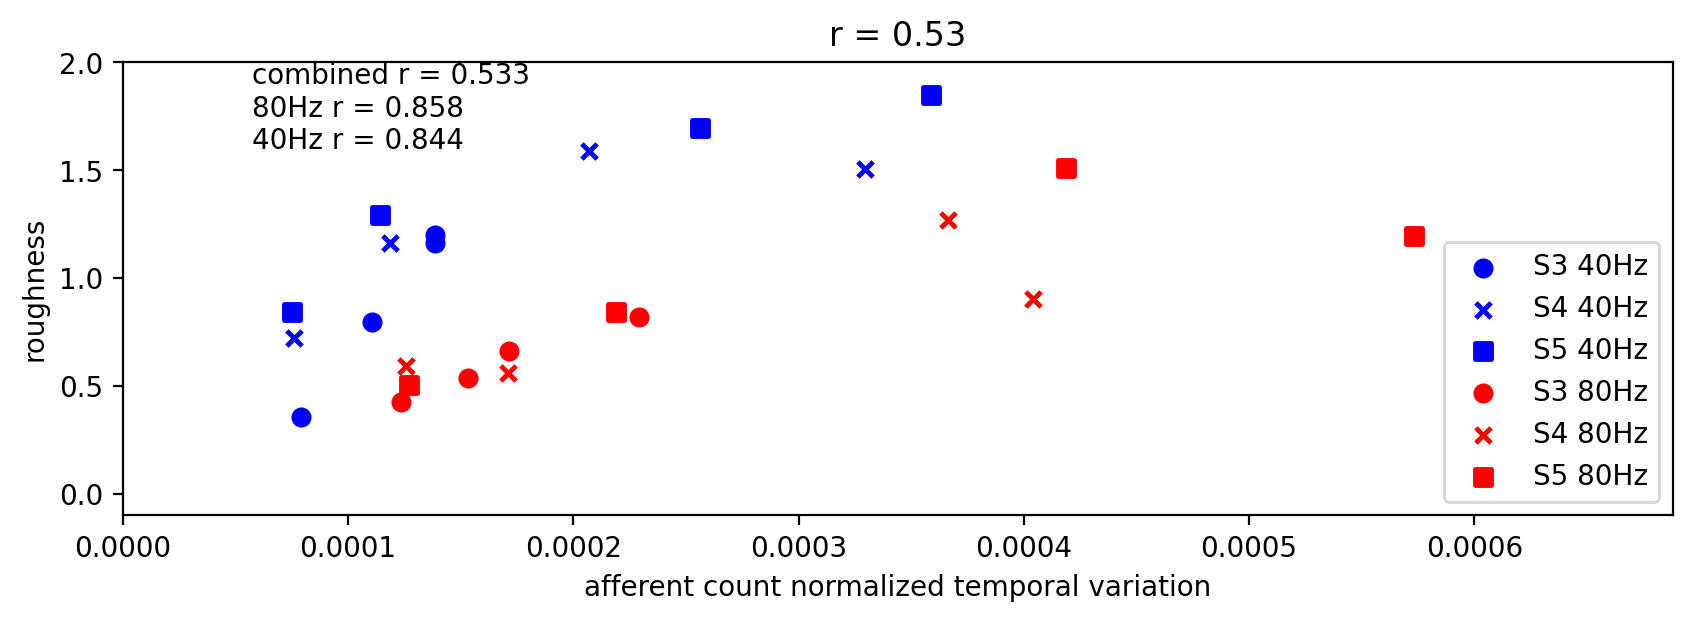 r = 0.53
combined r = 0.533
80Hz r = 0.858
40Hz r = 0.844
2.0
1.5
1.0
0.5
0.0
roughness
S3 40Hz
S4 40Hz
S5 40Hz
S3 80Hz
S4 80Hz
S5 80Hz
0.0000 0.0001 0.0002 0.0003 0.0004 0.0005 0.0006
afferent count normalized temporal variation